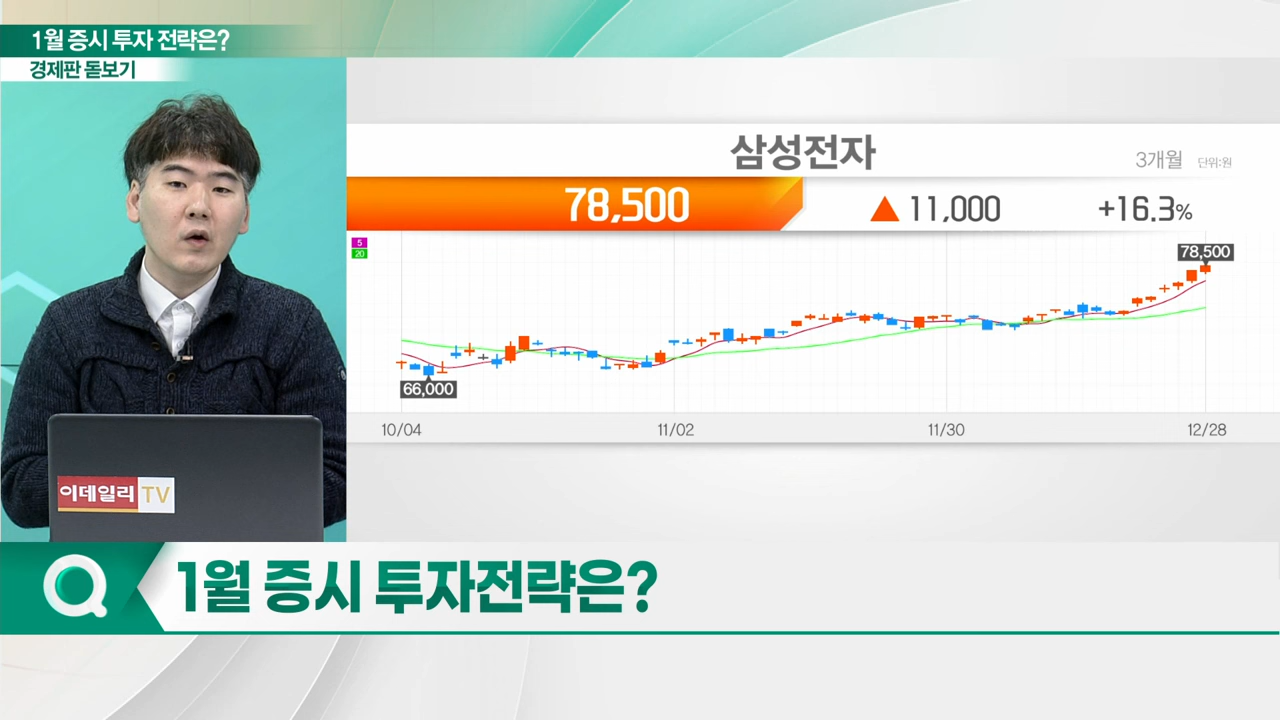 1월 증시 투자 전략은?
경제판 돋보기
삼성전자
3개월 단위:원
78,500 ▲ 11,000 +16.3%
5
20
78,500
66,000
10/04 11/02 11/30 12/28
이데일리 TV
1월 증시 투자전략은?